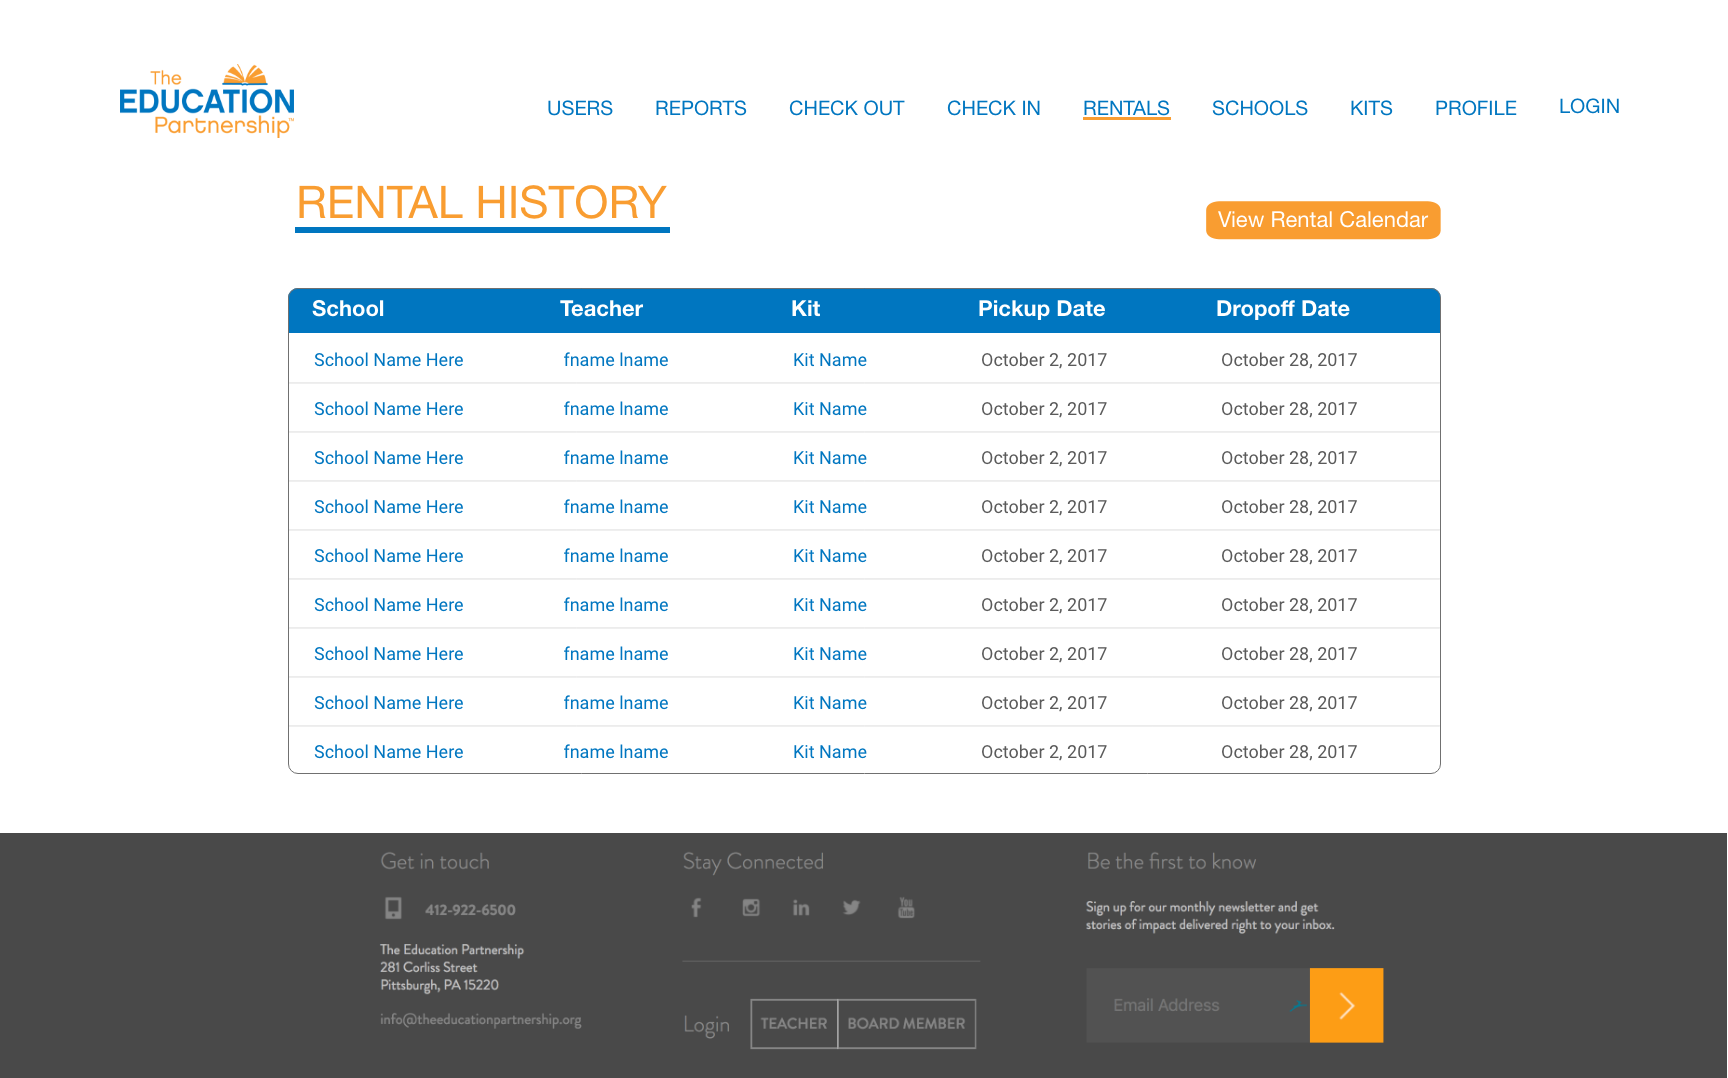 The
EDUCATION
Partnership™
USERS REPORTS CHECK OUT CHECK IN RENTALS SCHOOLS KITS PROFILE LOGIN
RENTAL HISTORY
View Rental Calendar
School Teacher Kit Pickup Date Dropoff Date
School Name Here fname lname Kit Name October 2, 2017 October 28, 2017
School Name Here fname lname Kit Name October 2, 2017 October 28, 2017
School Name Here fname lname Kit Name October 2, 2017 October 28, 2017
School Name Here fname lname Kit Name October 2, 2017 October 28, 2017
School Name Here fname lname Kit Name October 2, 2017 October 28, 2017
School Name Here fname lname Kit Name October 2, 2017 October 28, 2017
School Name Here fname lname Kit Name October 2, 2017 October 28, 2017
School Name Here fname lname Kit Name October 2, 2017 October 28, 2017
School Name Here fname lname Kit Name October 2, 2017 October 28, 2017
Get in touch
412-922-6500
The Education Partnership
281 Corliss Street
Pittsburgh, PA 15220
info@theeducationpartnership.org
Stay Connected
f in You Tube
Login TEACHER BOARD MEMBER
Be the first to know
Sign up for our monthly newsletter and get
stories of impact delivered right to your inbox.
Email Address